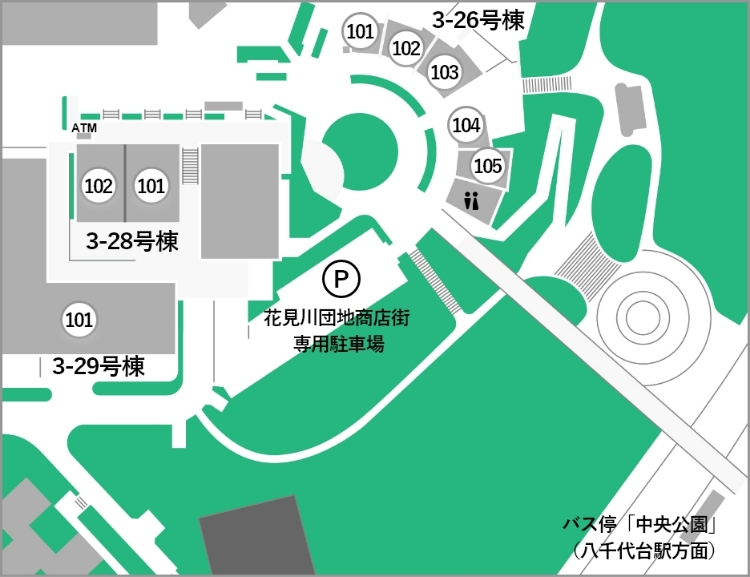 3-26号棟
101
102
103
104
105
ATM
102
101
3-28号棟
P
花見川団地商店街
専用駐車場
101
3-29号棟
バス停「中央公園」
（八千代台駅方面）